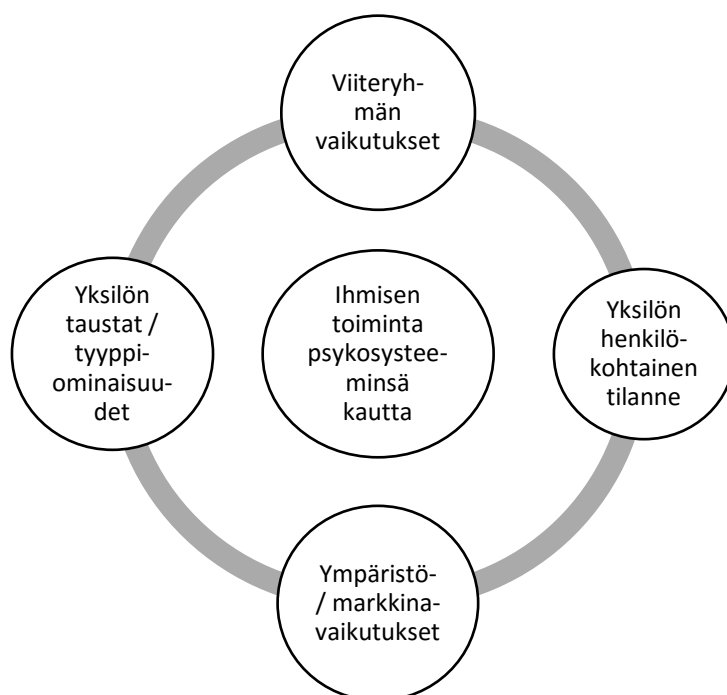 Viiteryh-
män
vaikutukset
Yksilön
taustat /
tyyppi-
ominaisuu-
det
Ihmisen
toiminta
psykosystee-
minsä
kautta
Yksilön
henkilö-
kohtainen
tilanne
Ympäristö-
/ markkina-
vaikutukset